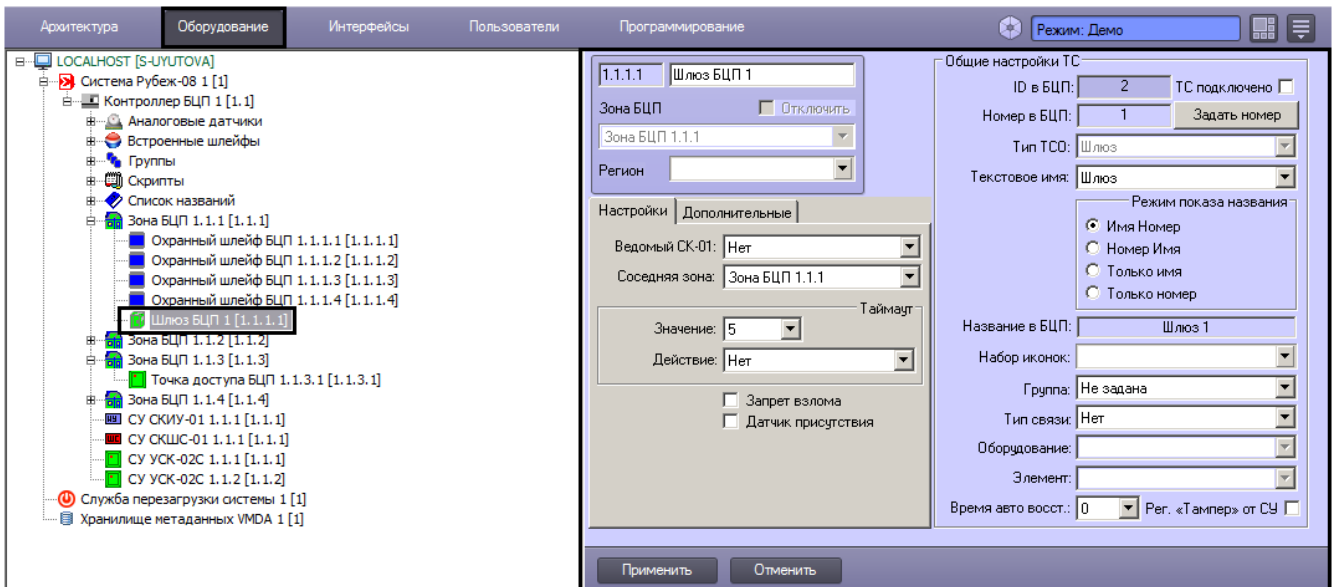 Архитектура Оборудование Интерфейсы Пользователи Программирование Режим: Демо
LOCALHOST [S-UYUTOVA]
Система Рубеж-08 1 [1]
Контроллер БЦП 1 [1.1]
Аналоговые датчики
Встроенные шлейфы
Группы
Скрипты
Список названий
Зона БЦП 1.1.1 [1.1.1]
Охранный шлейф БЦП 1.1.1.1 [1.1.1.1]
Охранный шлейф БЦП 1.1.1.2 [1.1.1.2]
Охранный шлейф БЦП 1.1.1.3 [1.1.1.3]
Охранный шлейф БЦП 1.1.1.4 [1.1.1.4]
Шлюз БЦП 1 [1.1.1.1]
Зона БЦП 1.1.2 [1.1.2]
Зона БЦП 1.1.3 [1.1.3]
Точка доступа БЦП 1.1.3.1 [1.1.3.1]
Зона БЦП 1.1.4 [1.1.4]
СУ СКИУ-01 1.1.1 [1.1.1]
СУ СКШС-01 1.1.1 [1.1.1]
СУ УСК-02С 1.1.1 [1.1.1]
СУ УСК-02С 1.1.2 [1.1.2]
Служба перезагрузки системы 1 [1]
Хранилище метаданных VMDA 1 [1]
1.1.1.1 Шлюз БЦП 1
Зона БЦП Отключить
Зона БЦП 1.1.1
Регион
Настройки Дополнительные
Ведомый СК-01: Нет
Соседняя зона: Зона БЦП 1.1.1
Таймаут
Значение: 5
Действие: Нет
Запрет взлома
Датчик присутствия
Общие настройки ТС
ID в БЦП: 2 ТС подключено
Номер в БЦП: 1 Задать номер
Тип ТСО: Шлюз
Текстовое имя: Шлюз
Режим показа названия
Имя Номер
Номер Имя
Только имя
Только номер
Название в БЦП: Шлюз 1
Набор иконок:
Группа: Не задана
Тип связи: Нет
Оборудование:
Элемент:
Время авто восст.: 0 Рег. «Тампер» от СУ
Применить Отменить